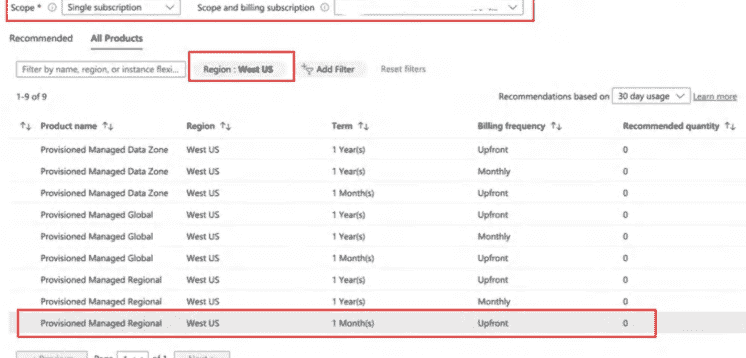 Scope * Single subscription Scope and billing subscription
Recommended All Products
Filter by name, region, or instance flexi... Region : West US Add Filter Reset filters
1-9 of 9 Recommendations based on 30 day usage Learn more
Product name Region Term Billing frequency Recommended quantity
Provisioned Managed Data Zone West US 1 Year(s) Upfront 0
Provisioned Managed Data Zone West US 1 Year(s) Monthly 0
Provisioned Managed Data Zone West US 1 Month(s) Upfront 0
Provisioned Managed Global West US 1 Year(s) Upfront 0
Provisioned Managed Global West US 1 Year(s) Monthly 0
Provisioned Managed Global West US 1 Month(s) Upfront 0
Provisioned Managed Regional West US 1 Year(s) Upfront 0
Provisioned Managed Regional West US 1 Year(s) Monthly 0
Provisioned Managed Regional West US 1 Month(s) Upfront 0